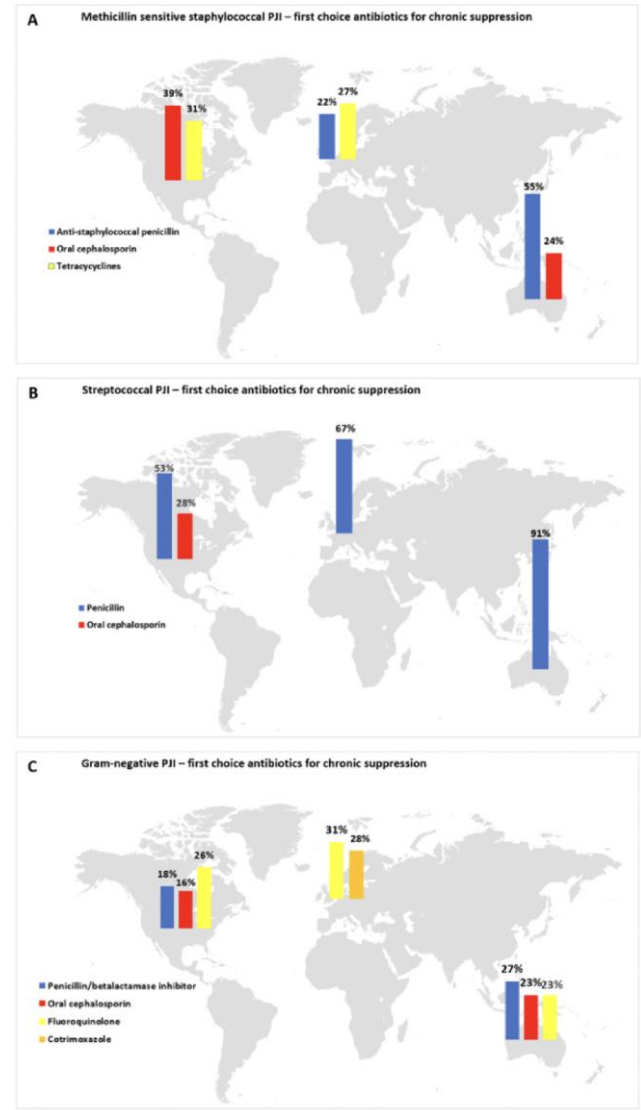 A
Methicillin sensitive staphylococcal PJI – first choice antibiotics for chronic suppression
39%
31%
22%
27%
55%
24%
Anti-staphylococcal penicillin
Oral cephalosporin
Tetracycyclines
B
Streptococcal PJI – first choice antibiotics for chronic suppression
67%
53%
28%
91%
Penicillin
Oral cephalosporin
C
Gram-negative PJI – first choice antibiotics for chronic suppression
31%
28%
26%
18%
16%
27%
23%
23%
Penicillin/betalactamase inhibitor
Oral cephalosporin
Fluoroquinolone
Cotrimoxazole